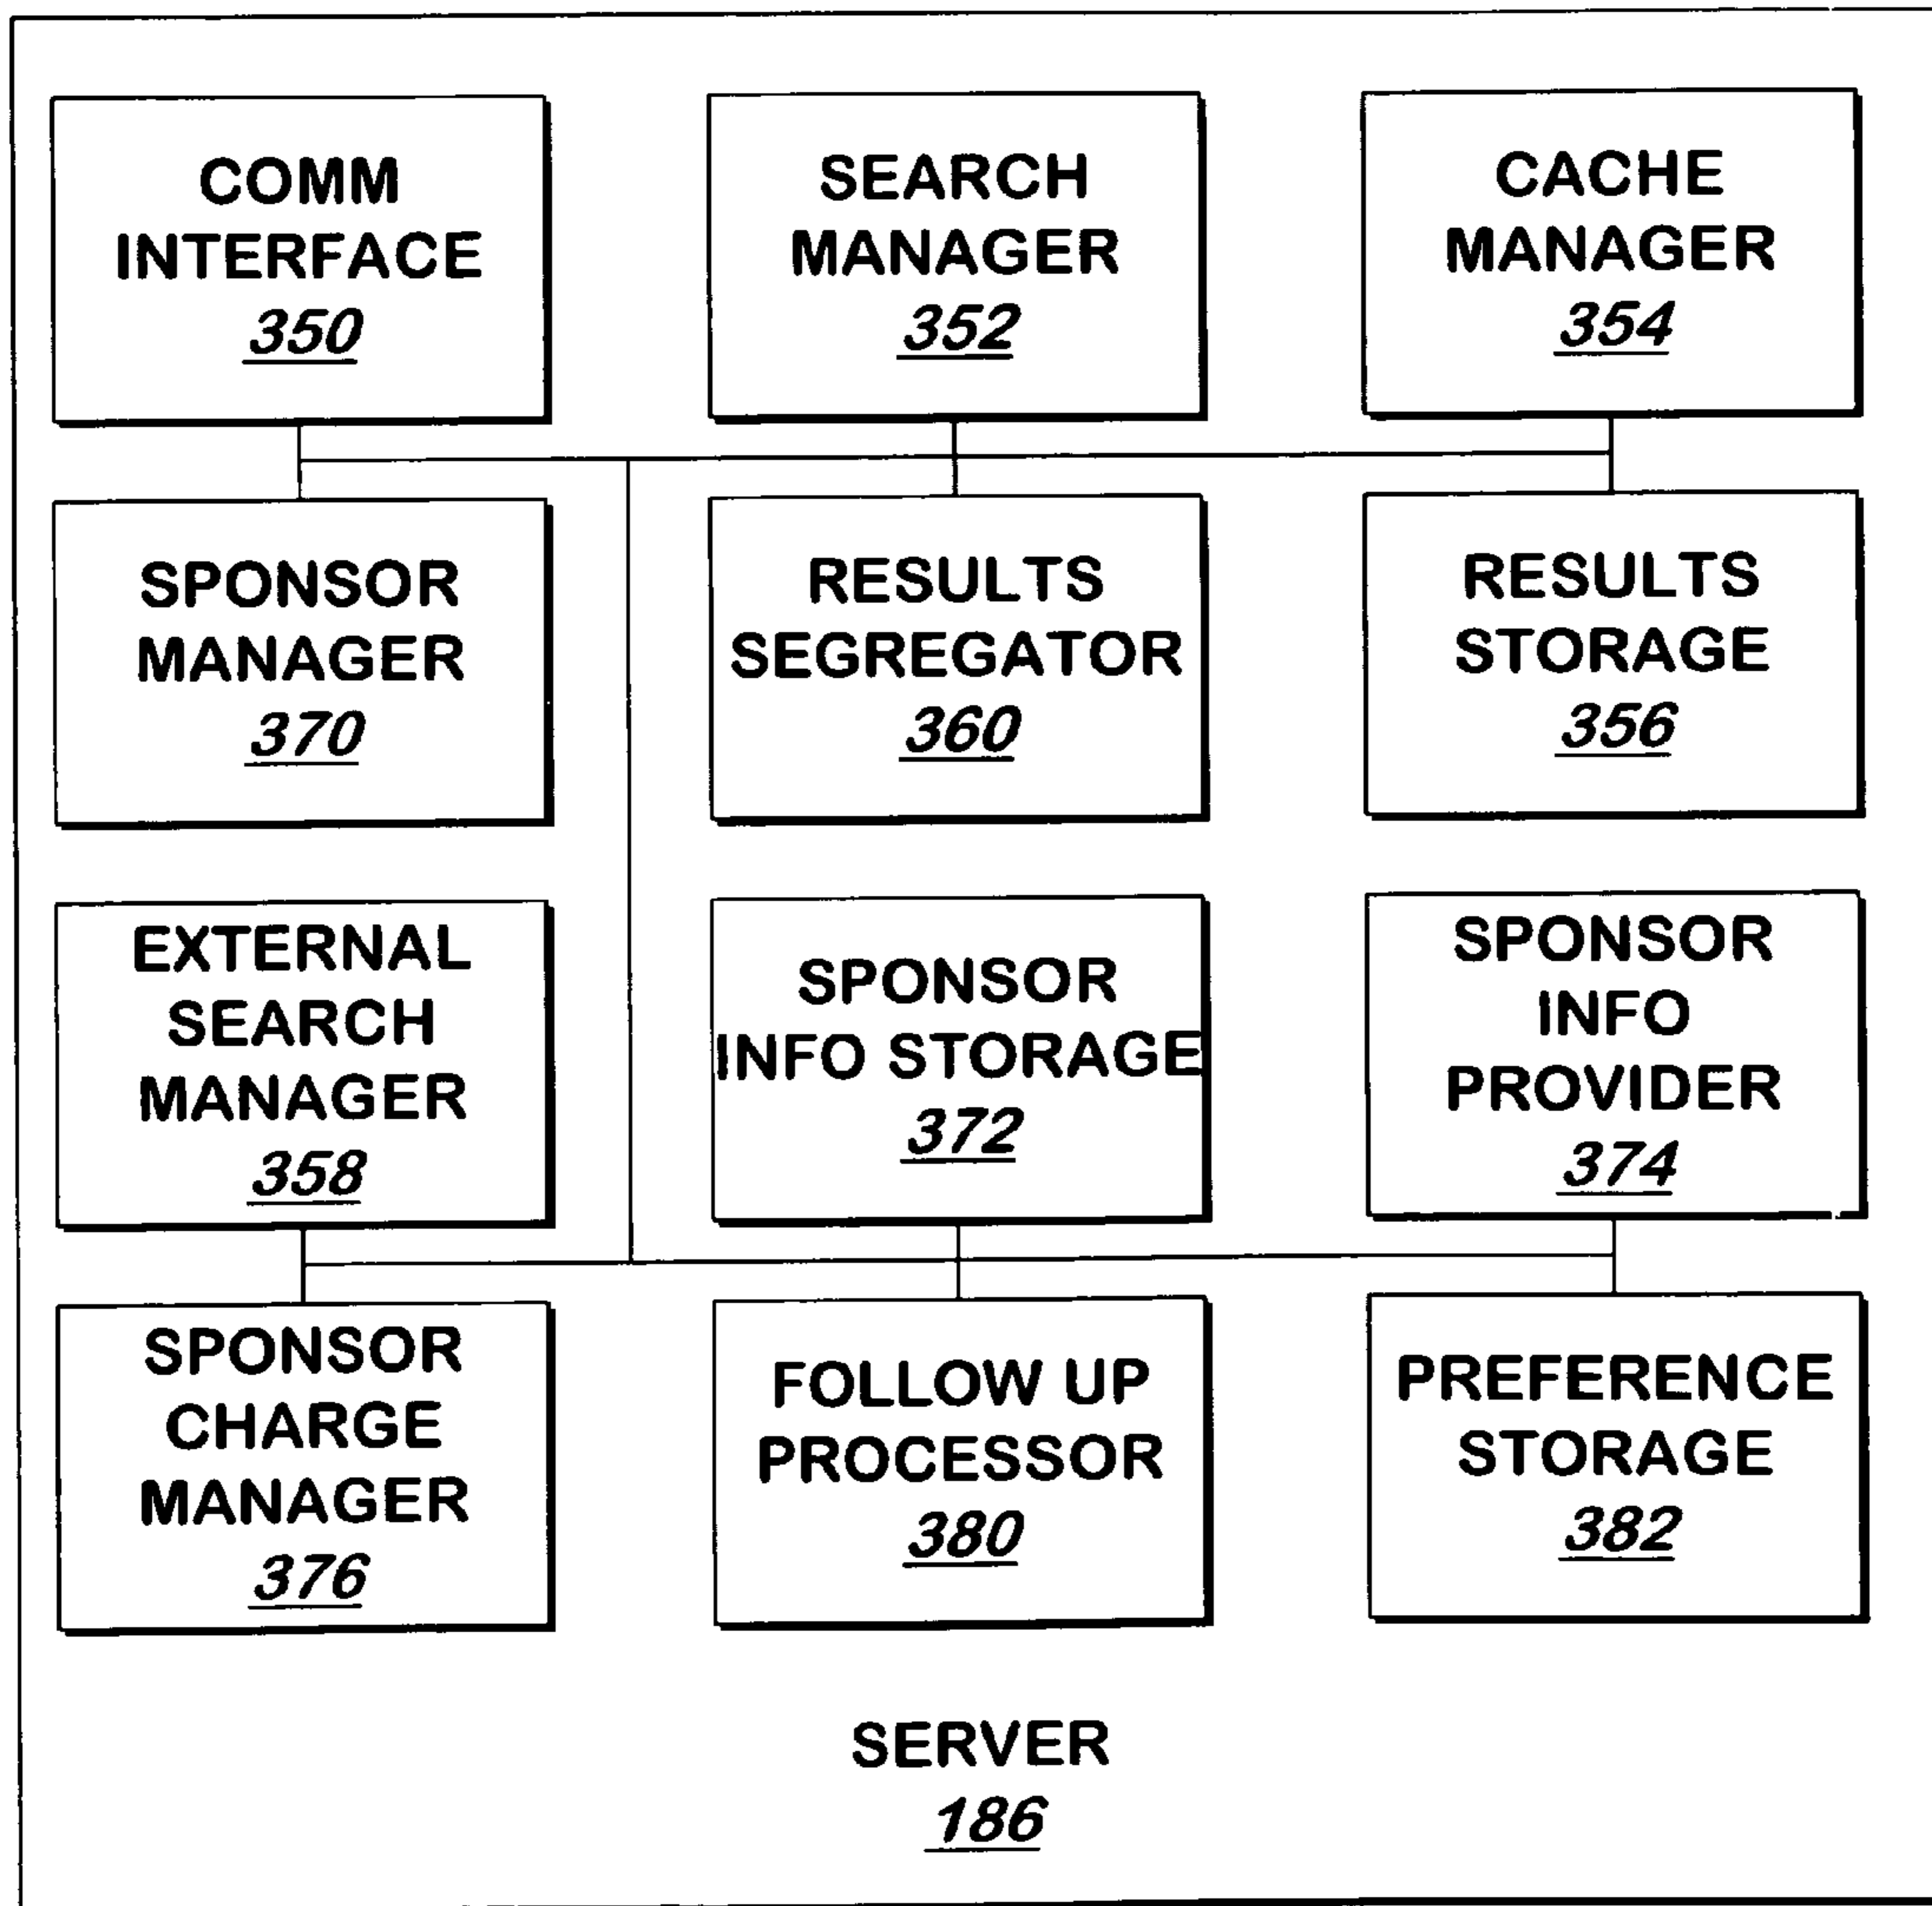 COMM
INTERFACE
350
SEARCH
MANAGER
352
CACHE
MANAGER
354
SPONSOR
MANAGER
370
RESULTS
SEGREGATOR
360
RESULTS
STORAGE
356
EXTERNAL
SEARCH
MANAGER
358
SPONSOR
INFO STORAGE
372
SPONSOR
INFO
PROVIDER
374
SPONSOR
CHARGE
MANAGER
376
FOLLOW UP
PROCESSOR
380
PREFERENCE
STORAGE
382
SERVER
186